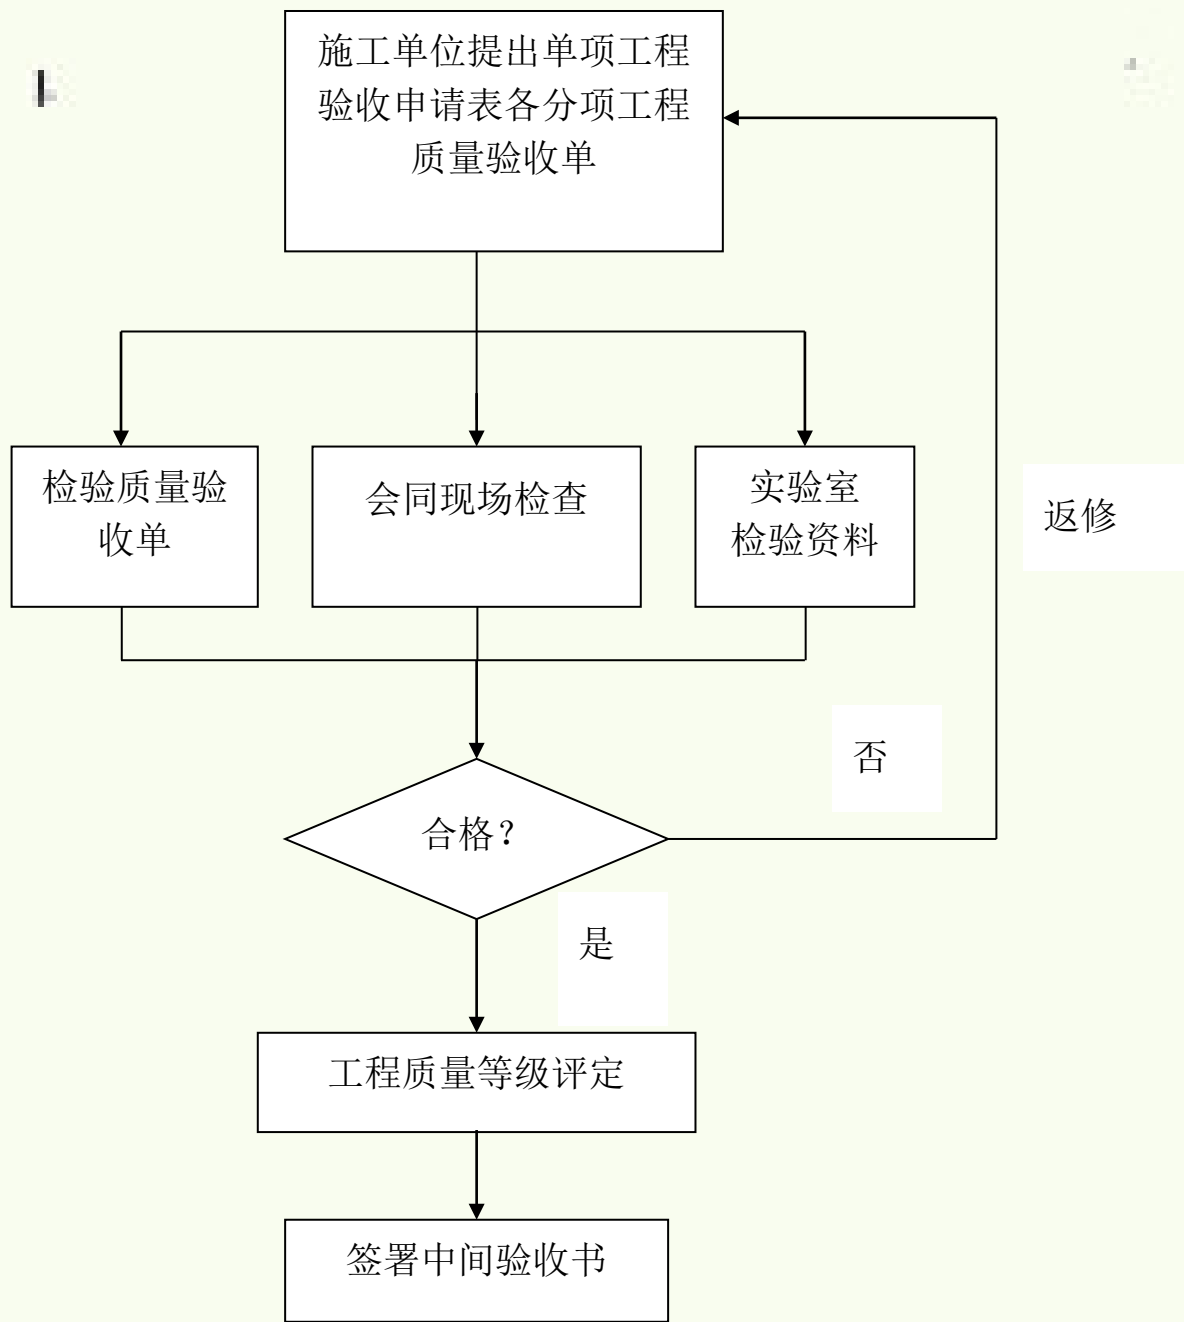 施工单位提出单项工程
验收申请表各分项工程
质量验收单
检验质量验
收单
会同现场检查
实验室
检验资料
返修
否
合格？
是
工程质量等级评定
签署中间验收书